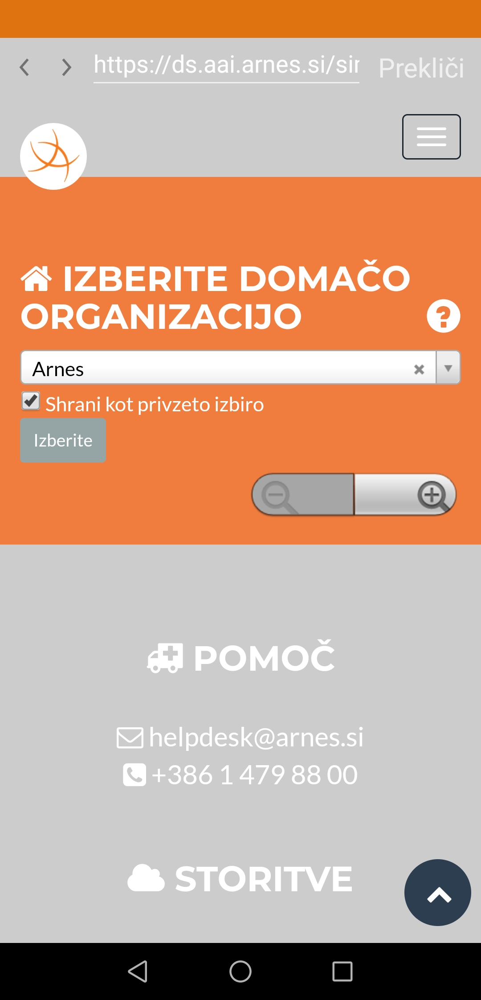 https://ds.aai.arnes.si/sir
Prekliči
IZBERITE DOMAČO
ORGANIZACIJO
Arnes
Shrani kot privzeto izbiro
Izberite
POMOČ
helpdesk@arnes.si
+386 1 479 88 00
STORITVE